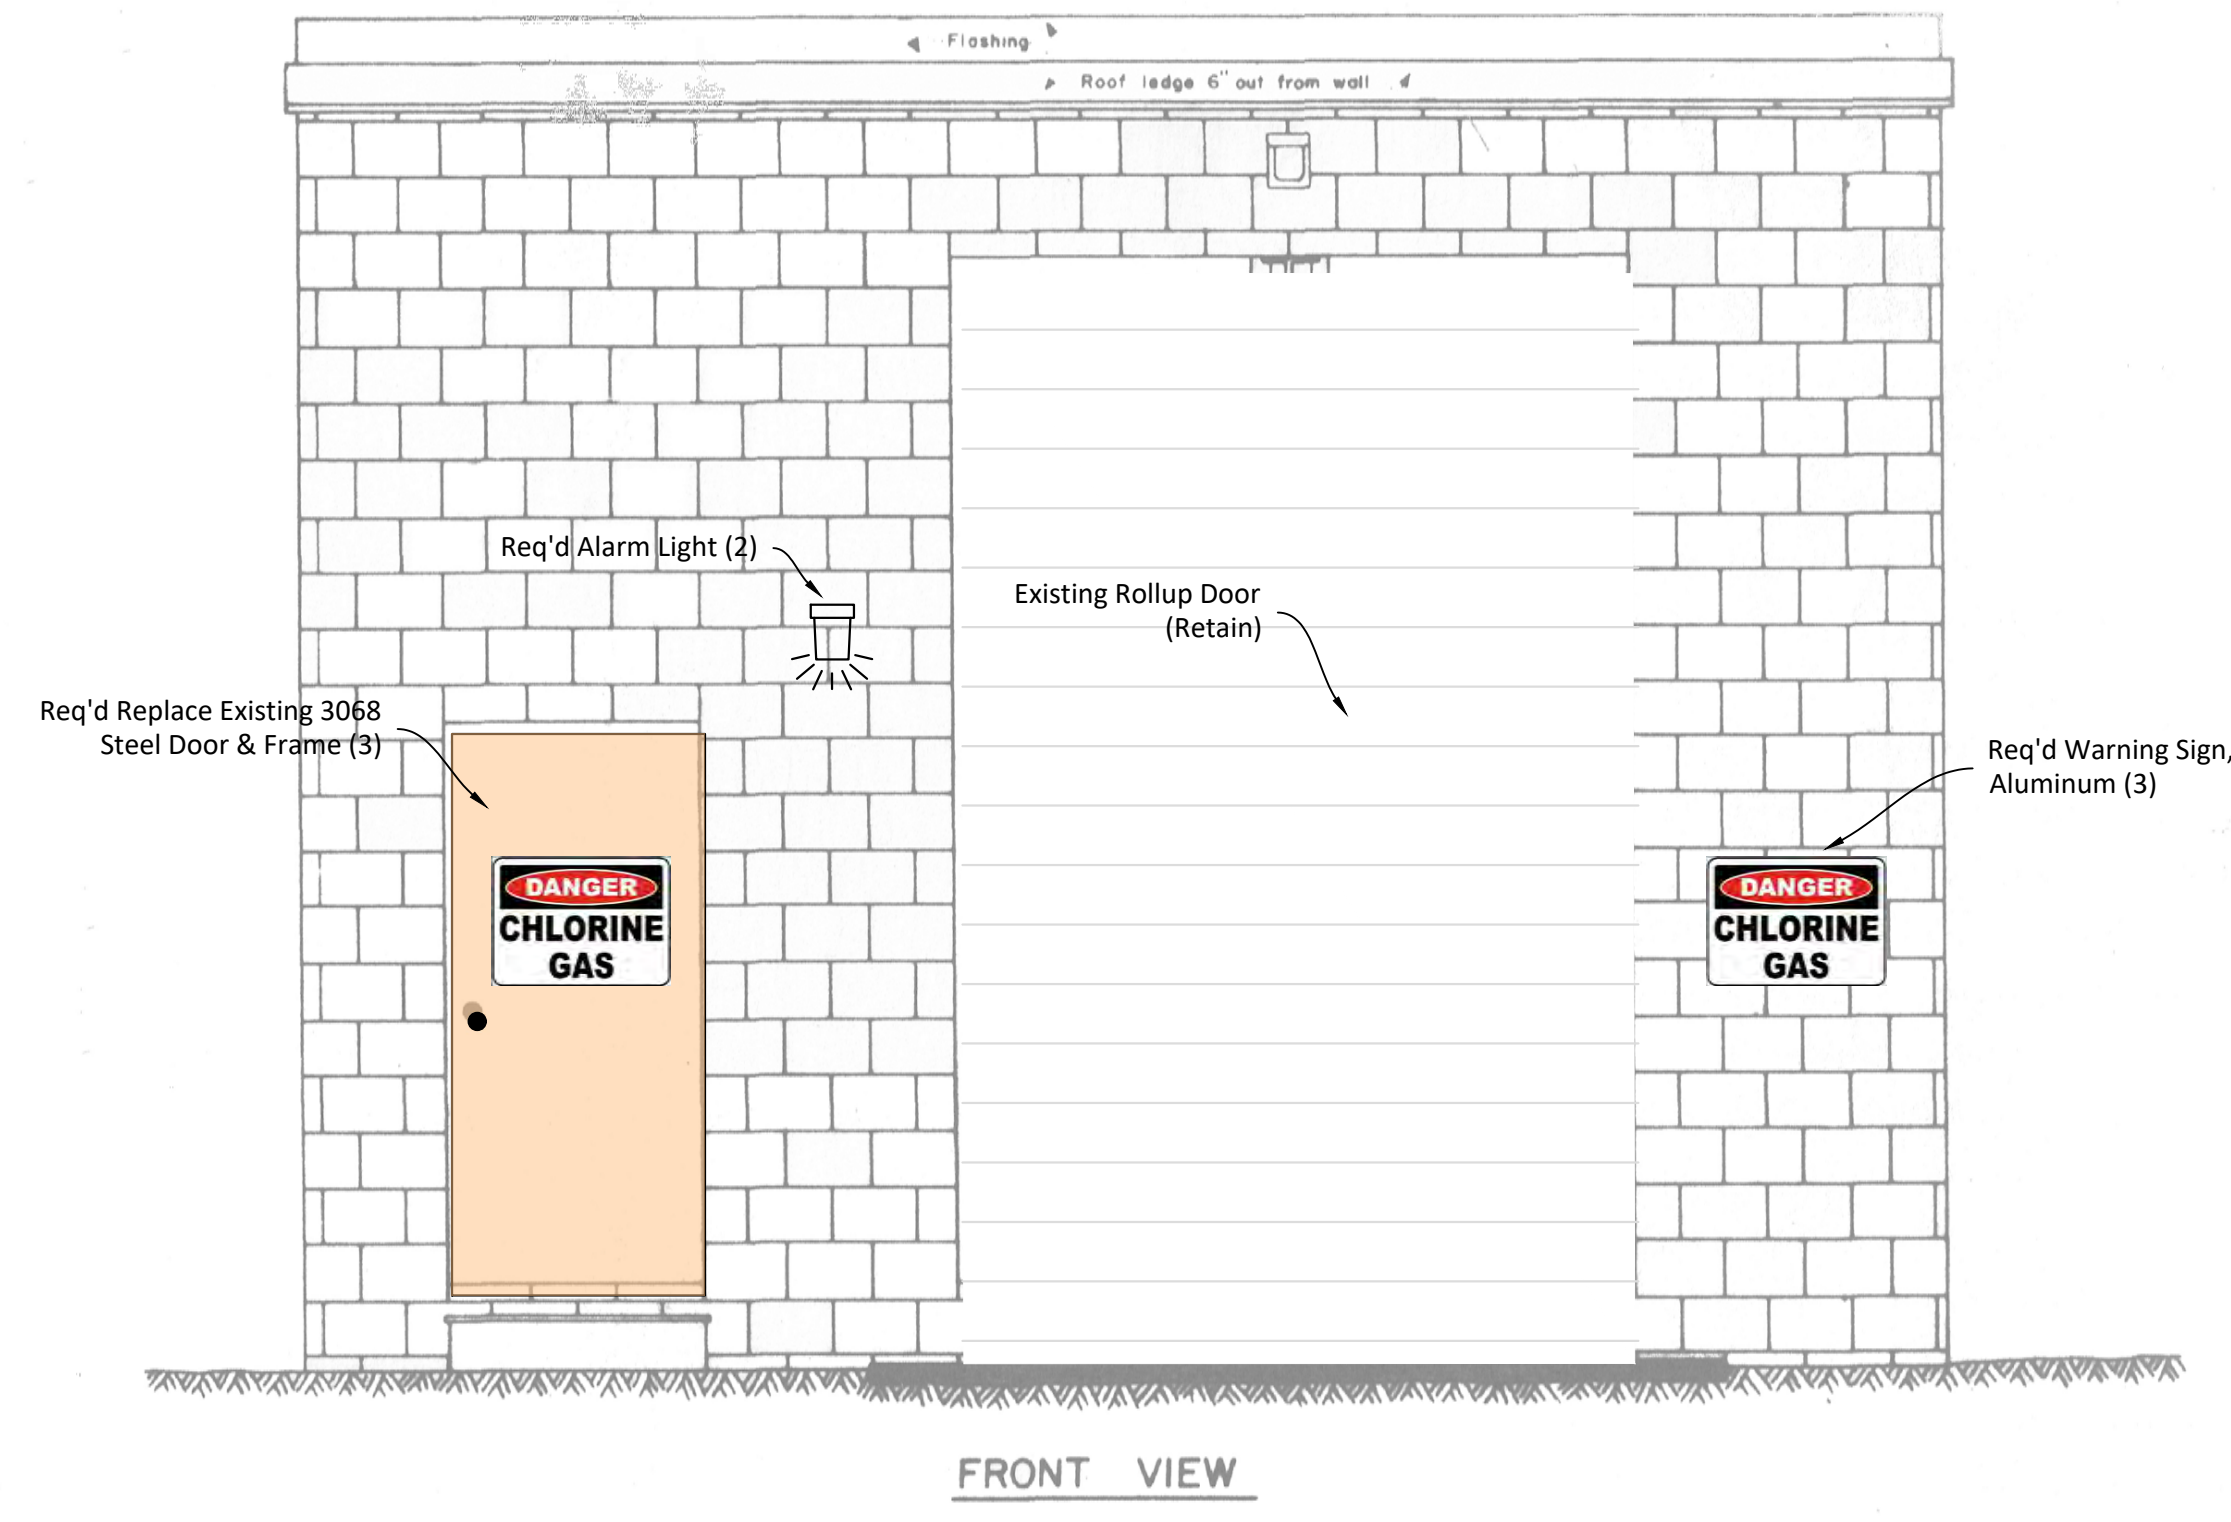 Flashing
Roof ledge 6" out from wall
Req'd Alarm Light (2)
Existing Rollup Door
(Retain)
Req'd Replace Existing 3068
Steel Door & Frame (3)
Req'd Warning Sign,
Aluminum (3)
DANGER
CHLORINE
GAS
DANGER
CHLORINE
GAS
FRONT VIEW